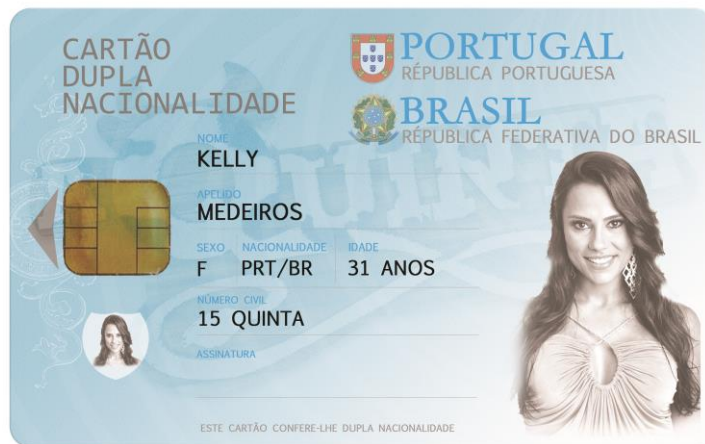 CARTÃO
DUPLA
NACIONALIDADE
PORTUGAL
RÉPUBLICA PORTUGUESA
BRASIL
RÉPUBLICA FEDERATIVA DO BRASIL
NOME
KELLY
APELIDO
MEDEIROS
SEXO NACIONALIDADE IDADE
F PRT/BR 31 ANOS
NÚMERO CIVIL
15 QUINTA
ASSINATURA
ESTE CARTÃO CONFERE-LHE DUPLA NACIONALIDADE